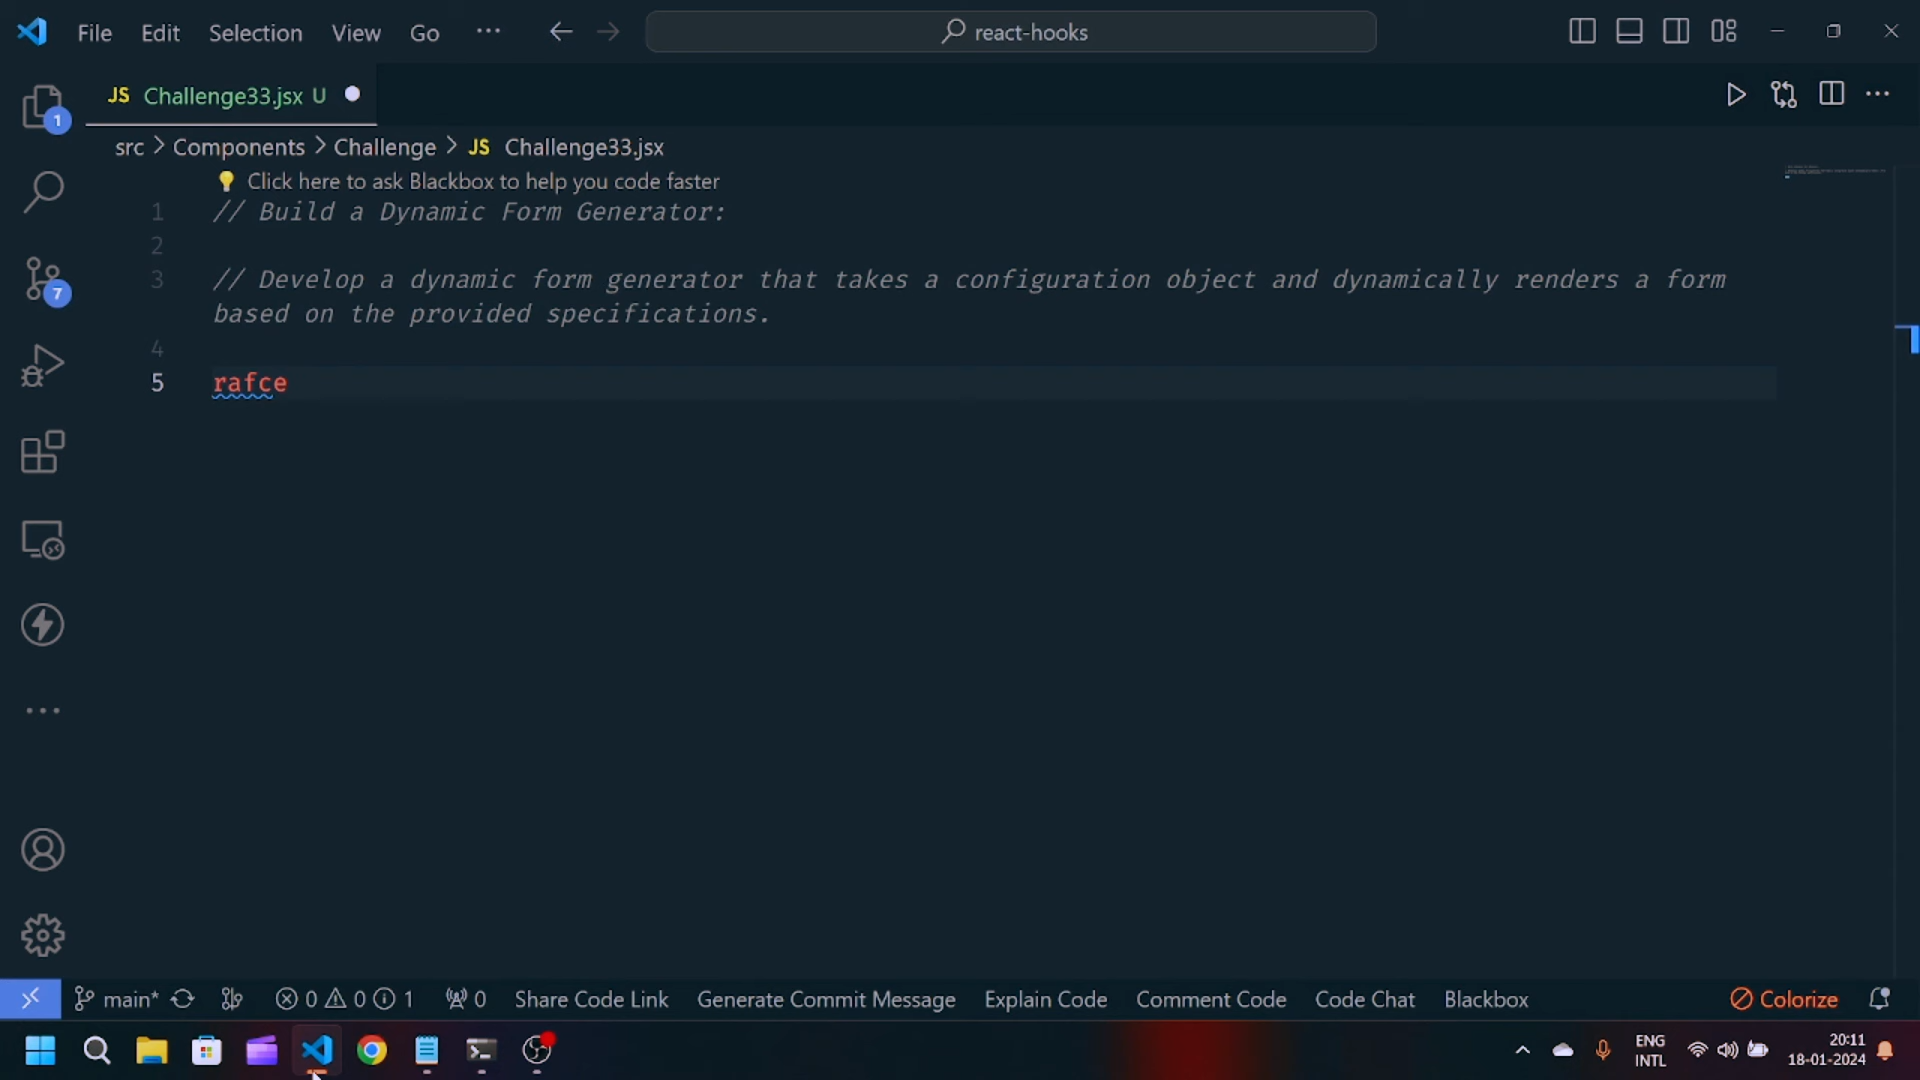 File Edit Selection View Go ··· react-hooks
JS Challenge33.jsx U
1
src > Components > Challenge > JS Challenge33.jsx
💡 Click here to ask Blackbox to help you code faster
1 // Build a Dynamic Form Generator:
2
3 // Develop a dynamic form generator that takes a configuration object and dynamically renders a form
based on the provided specifications.
7
4
5 rafce
main* 0 0 1 0 Share Code Link Generate Commit Message Explain Code Comment Code Code Chat Blackbox Colorize
ENG 20:11
INTL 18-01-2024